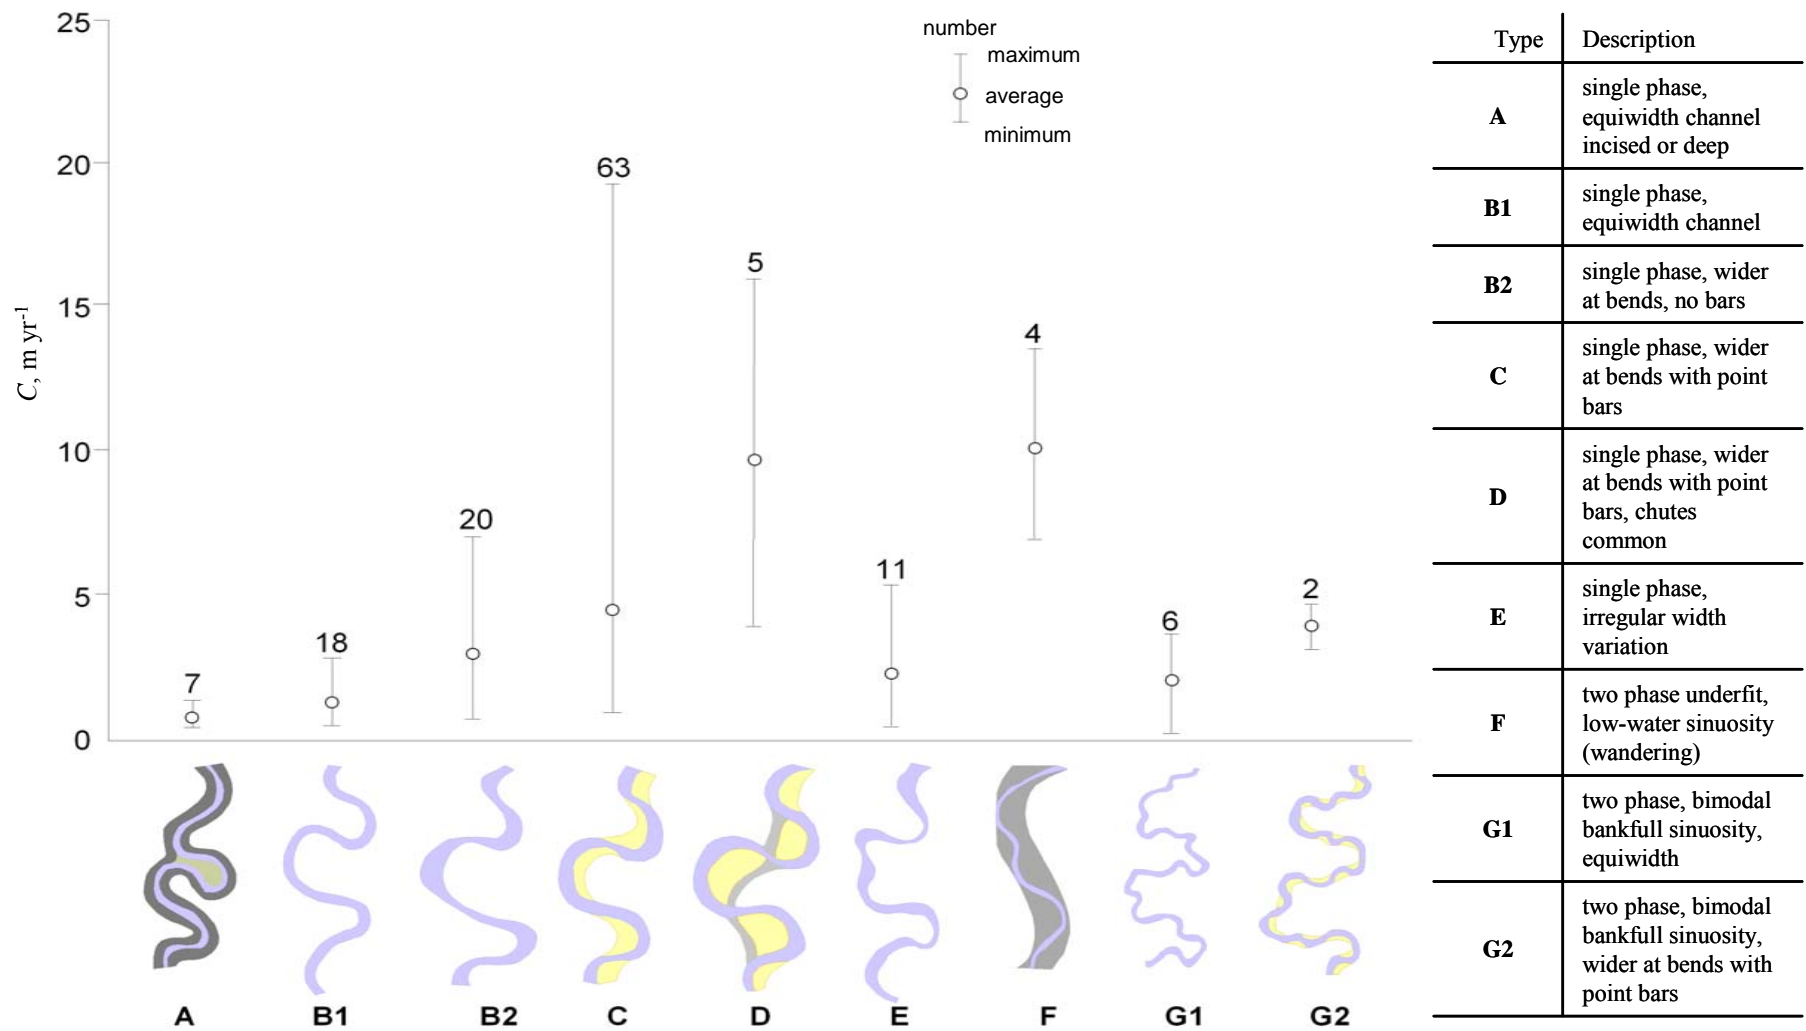 25
20
15
10
5
0
C, m yr-1
number
maximum
average
minimum
7
18
20
63
5
11
4
6
2
A
B1
B2
C
D
E
F
G1
G2
Type Description
A single phase,
equiwidth channel
incised or deep
B1 single phase,
equiwidth channel
B2 single phase, wider
at bends, no bars
C single phase, wider
at bends with point
bars
D single phase, wider
at bends with point
bars, chutes
common
E single phase,
irregular width
variation
F two phase underfit,
low-water sinuosity
(wandering)
G1 two phase, bimodal
bankfull sinuosity,
equiwidth
G2 two phase, bimodal
bankfull sinuosity,
wider at bends with
point bars